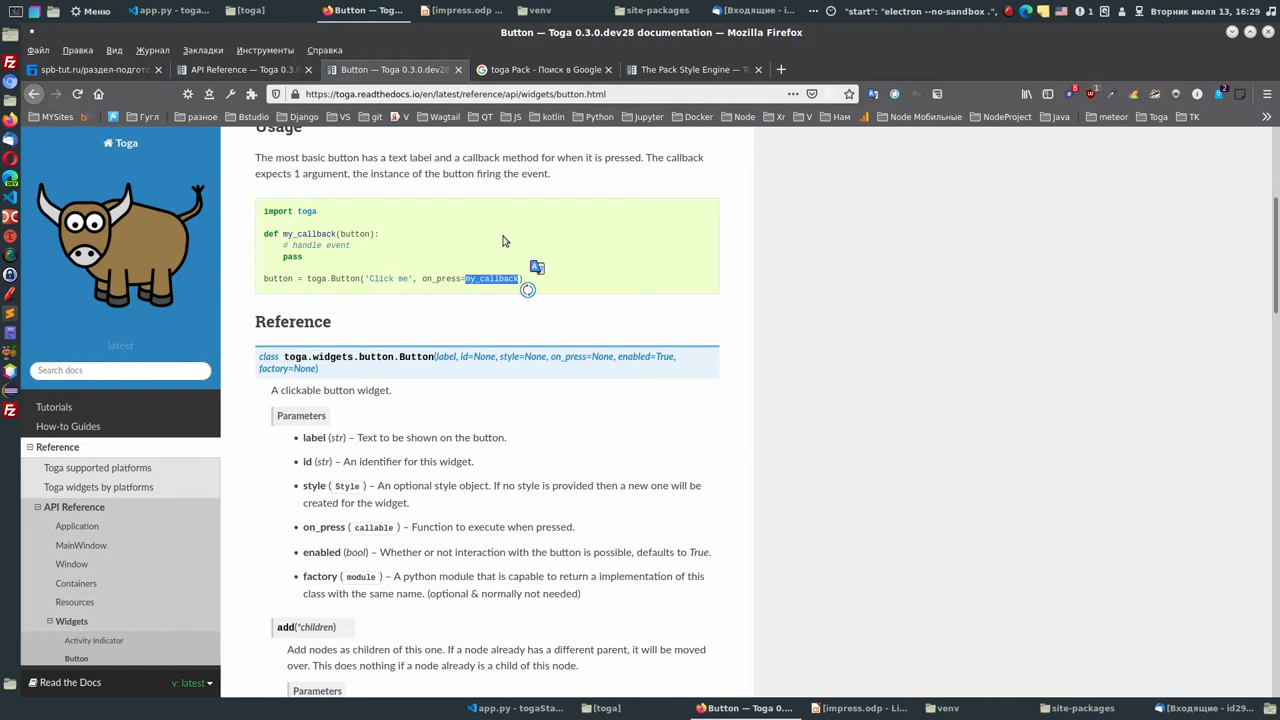 Меню
app.py - toga...
[toga]
Button — Tog...
[impress.odp ...
venv
site-packages
[Входящие - i...
"start": "electron --no-sandbox .",
1
Вторник июля 13, 16:29
Button — Toga 0.3.0.dev28 documentation — Mozilla Firefox
Файл Правка Вид Журнал Закладки Инструменты Справка
spb-tut.ru/раздел-подгото
API Reference — Toga 0.3.0
Button — Toga 0.3.0.dev28
toga Pack - Поиск в Google
The Pack Style Engine — To
https://toga.readthedocs.io/en/latest/reference/api/widgets/button.html
MYSites
Гугл
разное
Bstudio
Django
VS
git
V
Wagtail
QT
JS
kotlin
Python
Jupyter
Docker
Node
Xr
V
Нам
Node Мобильные
NodeProject
Java
meteor
Toga
TK
Toga
latest
Search docs
Tutorials
How-to Guides
Reference
Toga supported platforms
Toga widgets by platforms
API Reference
Application
MainWindow
Window
Containers
Resources
Widgets
Activity Indicator
Button
Read the Docs
v: latest
Usage
The most basic button has a text label and a callback method for when it is pressed. The callback
expects 1 argument, the instance of the button firing the event.
import toga
def my_callback(button):
# handle event
pass
button = toga.Button('Click me', on_press=my_callback)
Reference
class toga.widgets.button.Button(label, id=None, style=None, on_press=None, enabled=True,
factory=None)
A clickable button widget.
Parameters
• label (str) – Text to be shown on the button.
• id (str) – An identifier for this widget.
• style ( Style ) – An optional style object. If no style is provided then a new one will be
created for the widget.
• on_press ( callable ) – Function to execute when pressed.
• enabled (bool) – Whether or not interaction with the button is possible, defaults to True.
• factory ( module ) – A python module that is capable to return a implementation of this
class with the same name. (optional & normally not needed)
add(*children)
Add nodes as children of this one. If a node already has a different parent, it will be moved
over. This does nothing if a node already is a child of this node.
Parameters
app.py - togaSta...
[toga]
Button — Toga 0....
[impress.odp - Li...
venv
site-packages
[Входящие - id29...